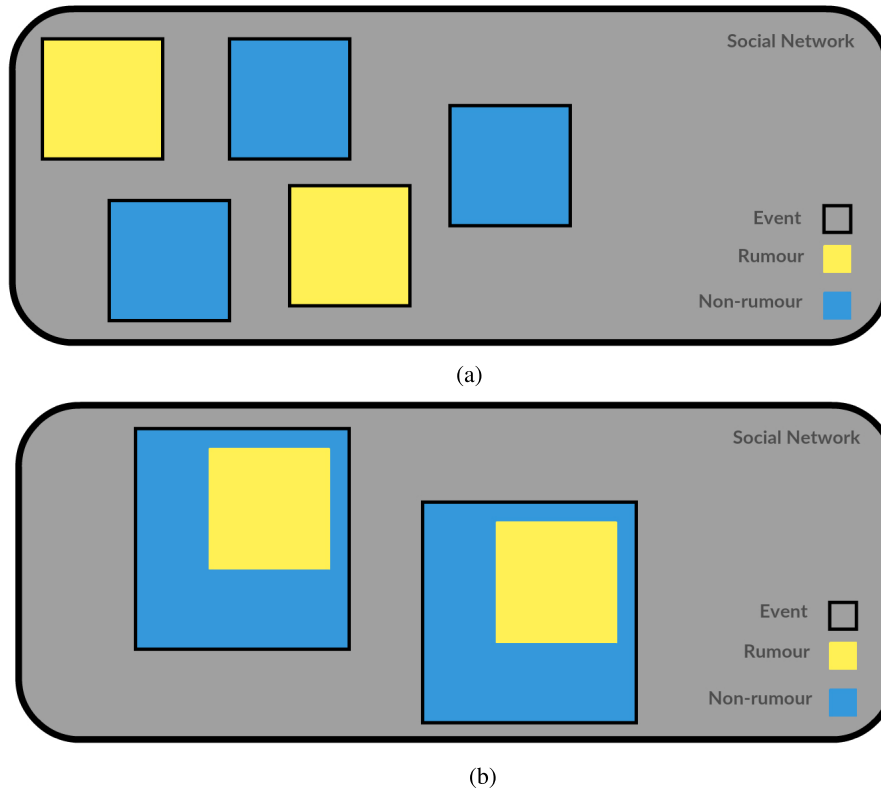 Social Network
Event
Rumour
Non-rumour
(a)
Social Network
Event
Rumour
Non-rumour
(b)